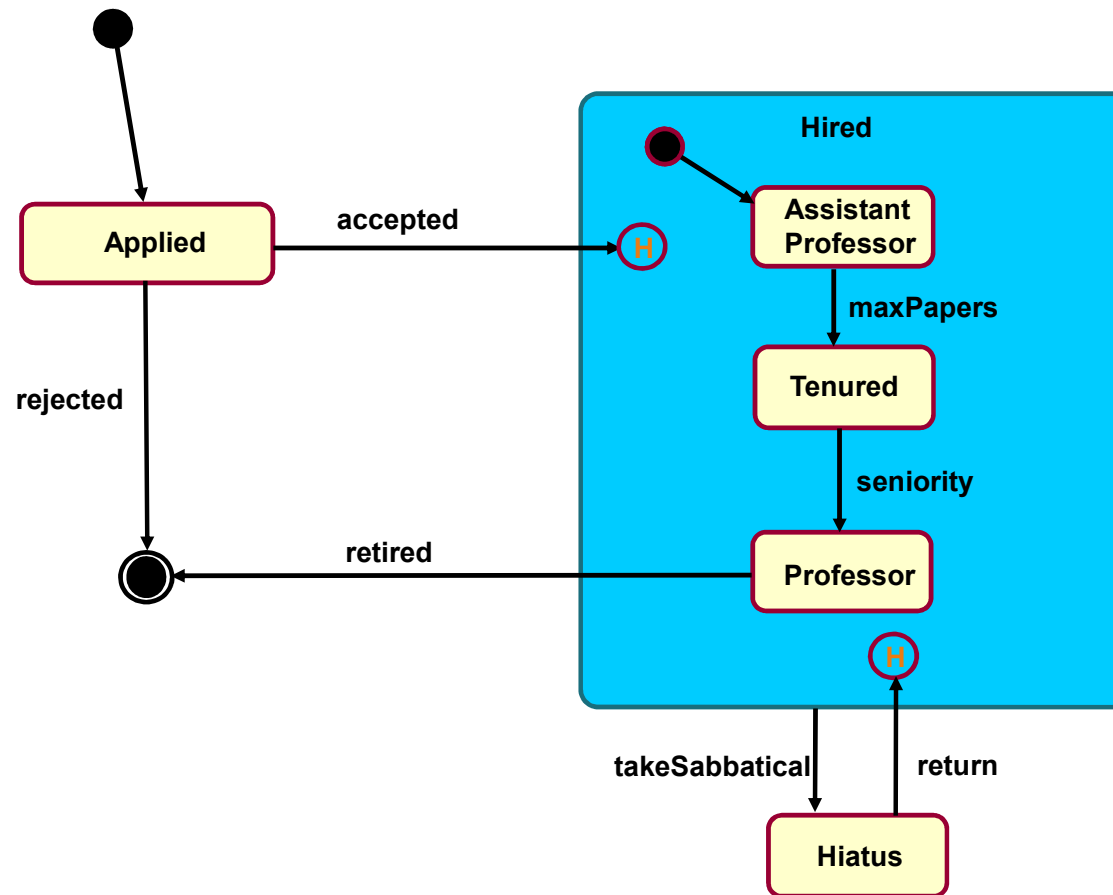 Hired
Assistant
Professor
accepted
Applied
H
maxPapers
Tenured
rejected
seniority
retired
Professor
H
takeSabbatical
return
Hiatus